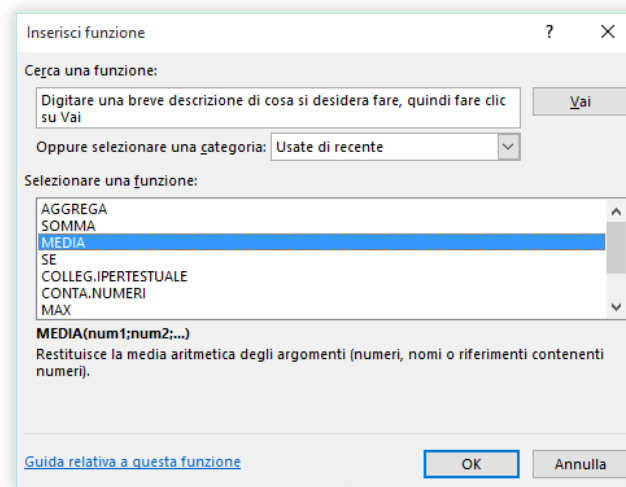 Inserisci funzione
?
Cerca una funzione:
Digitare una breve descrizione di cosa si desidera fare, quindi fare clic
su Vai
Vai
Oppure selezionare una categoria: Usate di recente
Selezionare una funzione:
AGGREGA
SOMMA
MEDIA
SE
COLLEG.IPERTESTUALE
CONTA.NUMERI
MAX
MEDIA(num1;num2;...)
Restituisce la media aritmetica degli argomenti (numeri, nomi o riferimenti contenenti
numeri).
Guida relativa a questa funzione
OK
Annulla